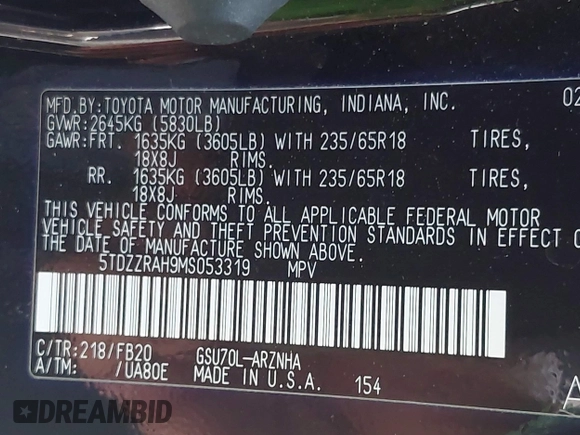 MFD.BY:TOYOTA MOTOR MANUFACTURING, INDIANA, INC. 02
GVWR:2645KG (5830LB)
GAWR:FRT. 1635KG (3605LB) WITH 235/65R18 TIRES,
18X8J RIMS.
RR. 1635KG (3605LB) WITH 235/65R18 TIRES,
18X8J RIMS.
THIS VEHICLE CONFORMS TO ALL APPLICABLE FEDERAL MOTOR
VEHICLE SAFETY AND THEFT PREVENTION STANDARDS IN EFFECT O
THE DATE OF MANUFACTURE SHOWN ABOVE.
5TDZZRAH9MS053319 MPV
C/TR:218/FB20 GSU70L-ARZNHA
A/TM: /UA80E MADE IN U.S.A. 154
A
DREAMBID